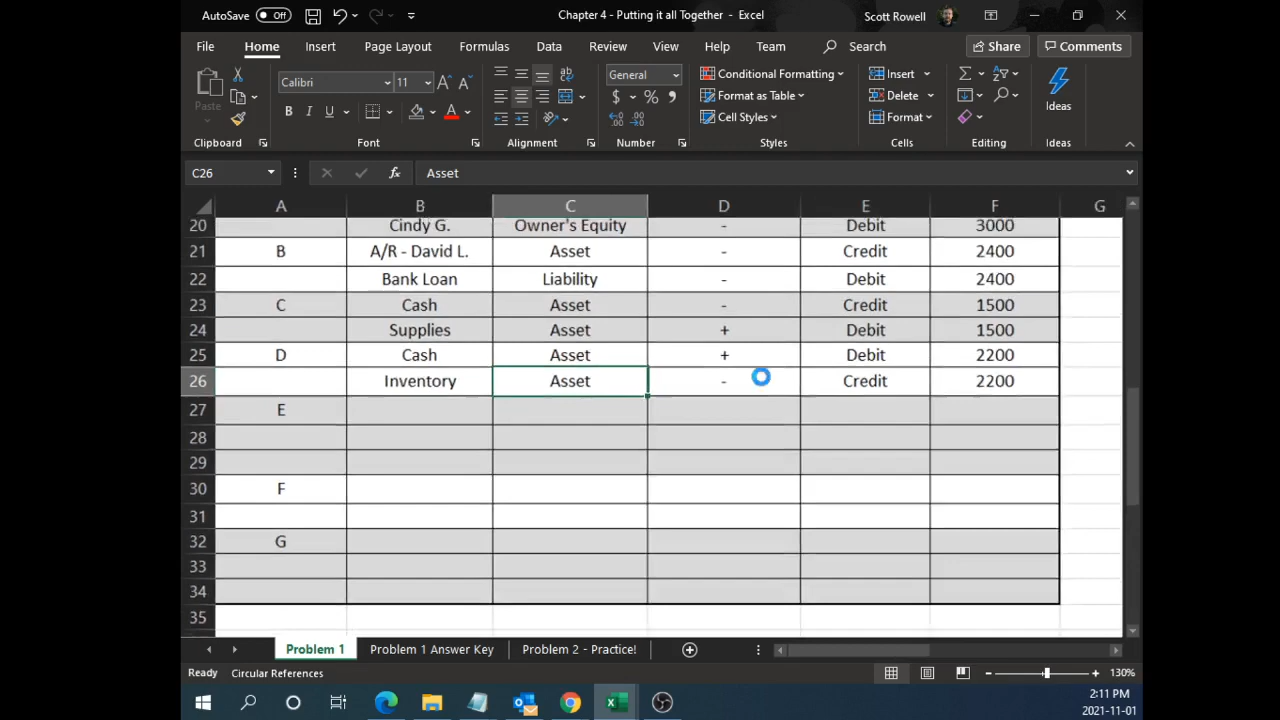 AutoSave Off Chapter 4 - Putting it all Together - Excel Scott Rowell
File Home Insert Page Layout Formulas Data Review View Help Team Search Share Comments
Paste Calibri 11 A A ab General Conditional Formatting Insert Σ Ideas
B I U A $ % 9 Format as Table Delete
Cell Styles Format
Clipboard Font Alignment Number Styles Cells Editing Ideas
C26 fx Asset
A B C D E F G
20 Cindy G. Owner's Equity - Debit 3000
21 B A/R - David L. Asset - Credit 2400
22 Bank Loan Liability - Debit 2400
23 C Cash Asset - Credit 1500
24 Supplies Asset + Debit 1500
25 D Cash Asset + Debit 2200
26 Inventory Asset - Credit 2200
27 E
28
29
30 F
31
32 G
33
34
35
Problem 1 Problem 1 Answer Key Problem 2 - Practice!
Ready Circular References 130%
2:11 PM
2021-11-01